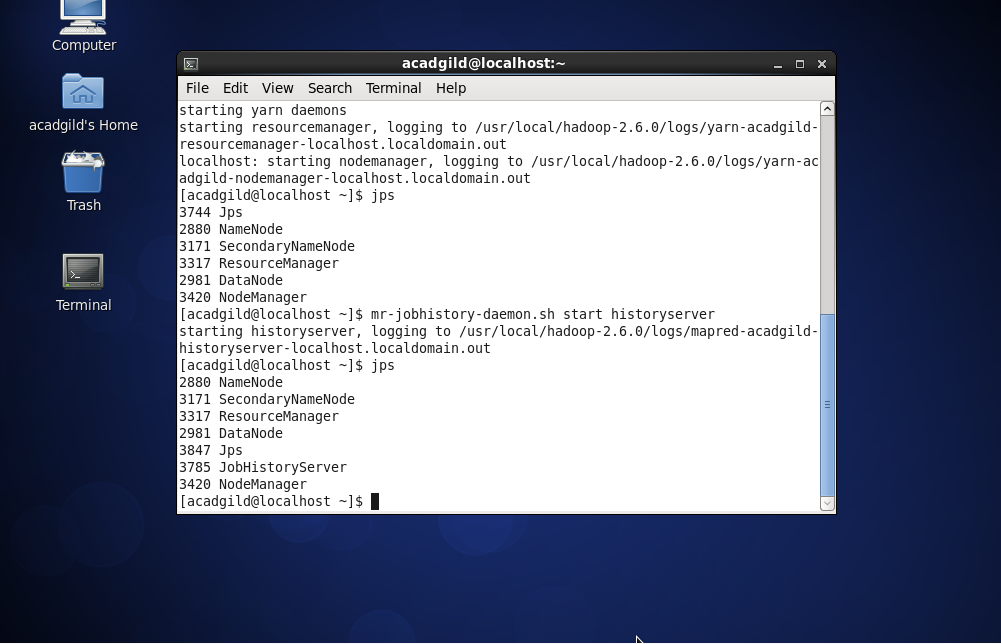 Computer
acadgild's Home
Trash
Terminal
acadgild@localhost:~
File Edit View Search Terminal Help
starting yarn daemons
starting resourcemanager, logging to /usr/local/hadoop-2.6.0/logs/yarn-acadgild-
resourcemanager-localhost.localdomain.out
localhost: starting nodemanager, logging to /usr/local/hadoop-2.6.0/logs/yarn-ac
adgild-nodemanager-localhost.localdomain.out
[acadgild@localhost ~]$ jps
3744 Jps
2880 NameNode
3171 SecondaryNameNode
3317 ResourceManager
2981 DataNode
3420 NodeManager
[acadgild@localhost ~]$ mr-jobhistory-daemon.sh start historyserver
starting historyserver, logging to /usr/local/hadoop-2.6.0/logs/mapred-acadgild-
historyserver-localhost.localdomain.out
[acadgild@localhost ~]$ jps
2880 NameNode
3171 SecondaryNameNode
3317 ResourceManager
2981 DataNode
3847 Jps
3785 JobHistoryServer
3420 NodeManager
[acadgild@localhost ~]$